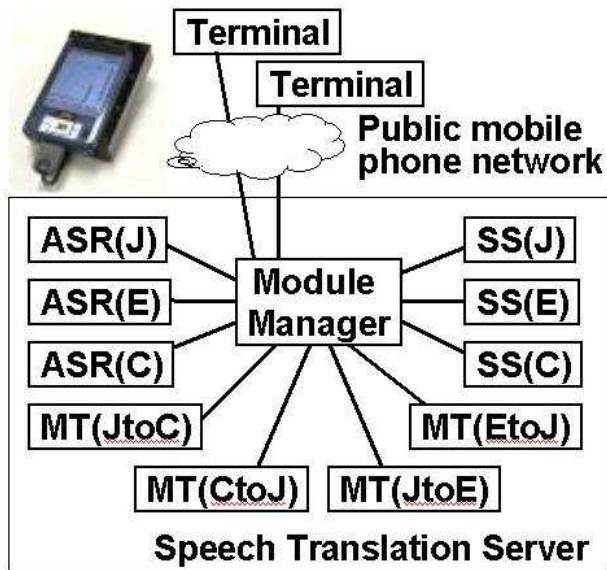 Terminal
Terminal
Public mobile
phone network
ASR(J)
SS(J)
Module
Manager
ASR(E)
SS(E)
ASR(C)
SS(C)
MT(JtoC)
MT(EtoJ)
MT(CtoJ)
MT(JtoE)
Speech Translation Server